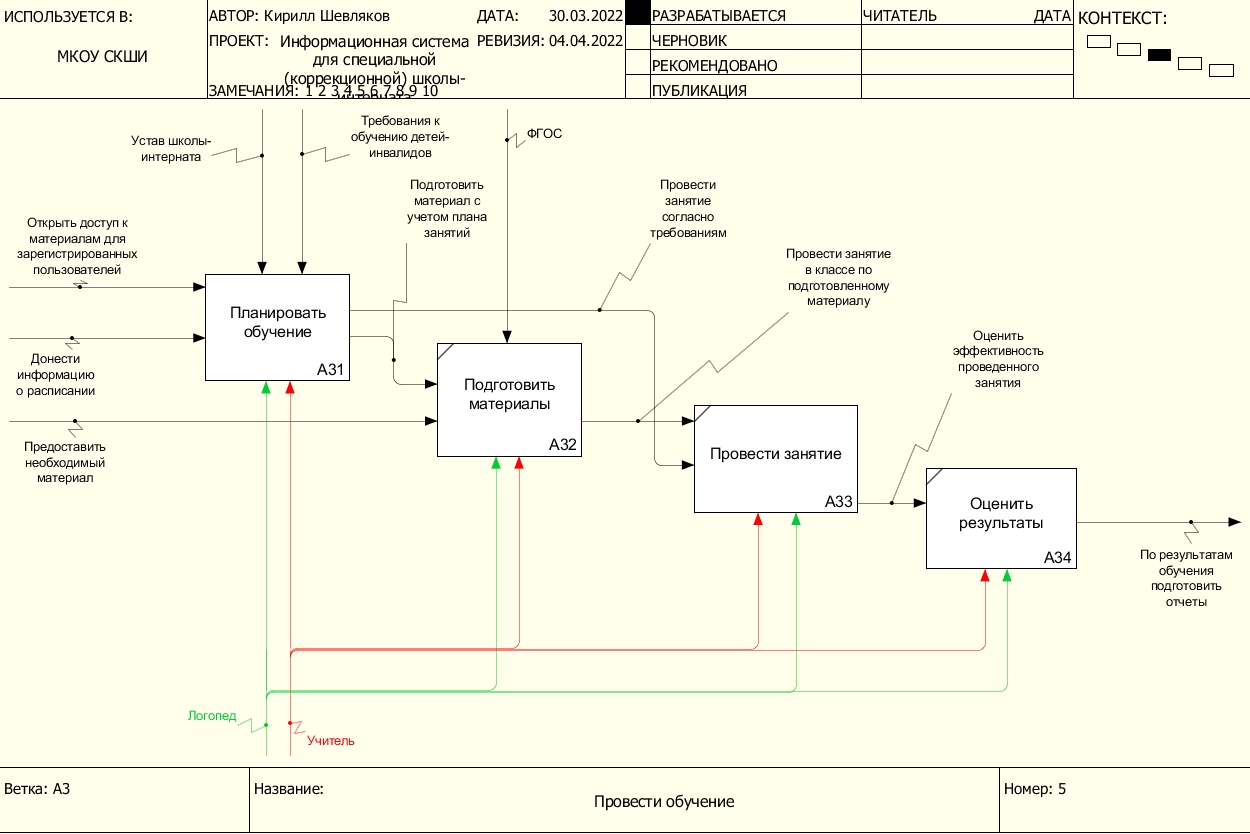 ИСПОЛЬЗУЕТСЯ В:
МКОУ СКШИ
АВТОР: Кирилл Шевляков
ДАТА: 30.03.2022
ПРОЕКТ: Информационная система
для специальной
(коррекционной) школы-
интерната
РЕВИЗИЯ: 04.04.2022
ЗАМЕЧАНИЯ: 1 2 3 4 5 6 7 8 9 10
РАЗРАБАТЫВАЕТСЯ
ЧЕРНОВИК
РЕКОМЕНДОВАНО
ПУБЛИКАЦИЯ
ЧИТАТЕЛЬ
ДАТА
КОНТЕКСТ:
Устав школы-
интерната
Требования к
обучению детей-
инвалидов
ФГОС
Подготовить
материал с
учетом плана
занятий
Провести
занятие
согласно
требованиям
Открыть доступ к
материалам для
зарегистрированных
пользователей
Провести занятие
в классе по
подготовленному
материалу
Планировать
обучение
A31
Донести
информацию
о расписании
Оценить
эффективность
проведенного
занятия
Подготовить
материалы
A32
Предоставить
необходимый
материал
Провести занятие
A33
Оценить
результаты
A34
По результатам
обучения
подготовить
отчеты
Логопед
Учитель
Ветка: A3
Название:
Провести обучение
Номер: 5